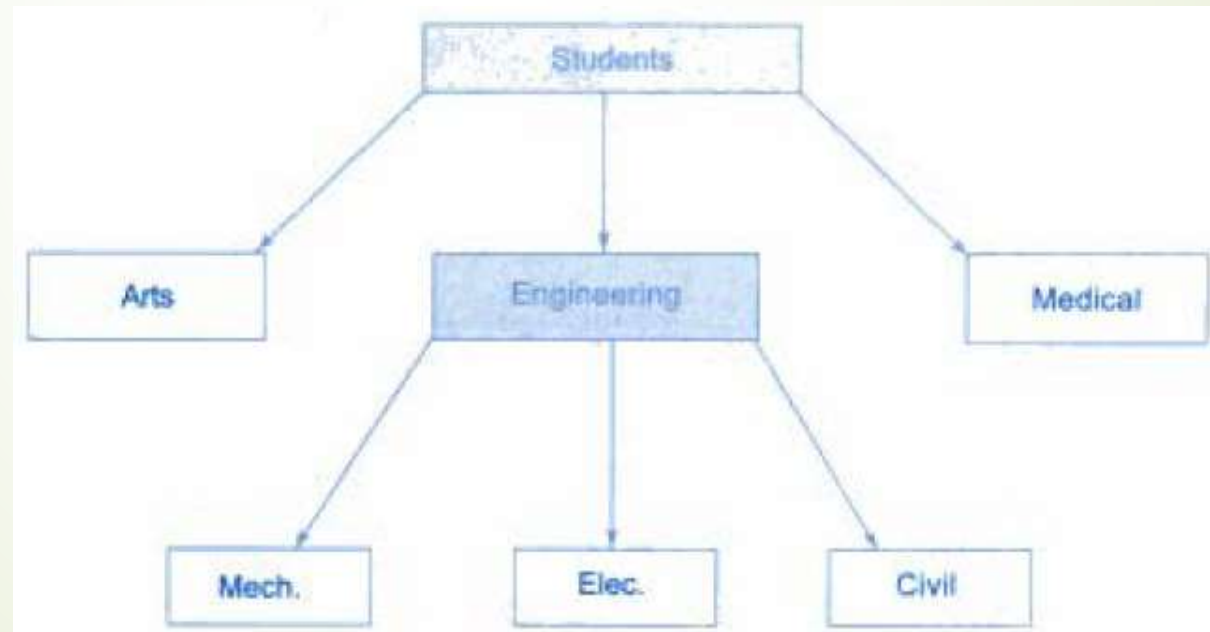 Students
Arts
Engineering
Medical
Mech.
Elec.
Civil